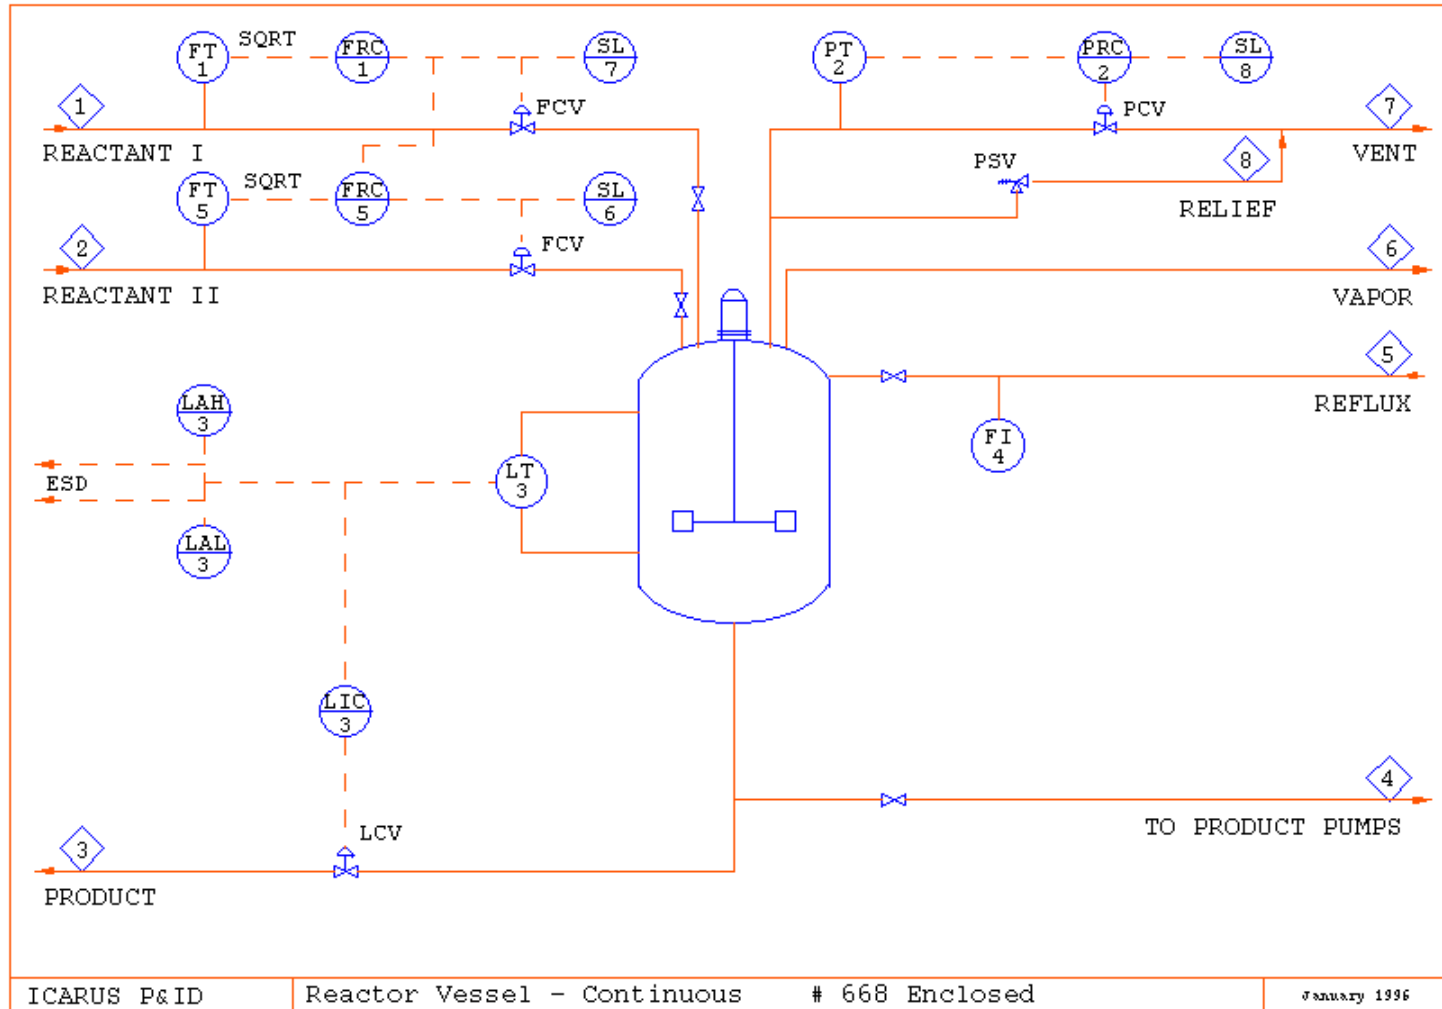 SQRT
FT
1
FRC
1
SL
7
PT
2
PRC
2
SL
8
1
FCV
PCV
7
REACTANT I
VENT
PSV
8
SQRT
FT
5
FRC
5
SL
6
RELIEF
2
FCV
6
REACTANT II
VAPOR
5
REFLUX
LAH
3
FI
4
ESD
LT
3
LAL
3
LIC
3
4
LCV
TO PRODUCT PUMPS
3
PRODUCT
ICARUS P&ID
Reactor Vessel - Continuous # 668 Enclosed
January 1996